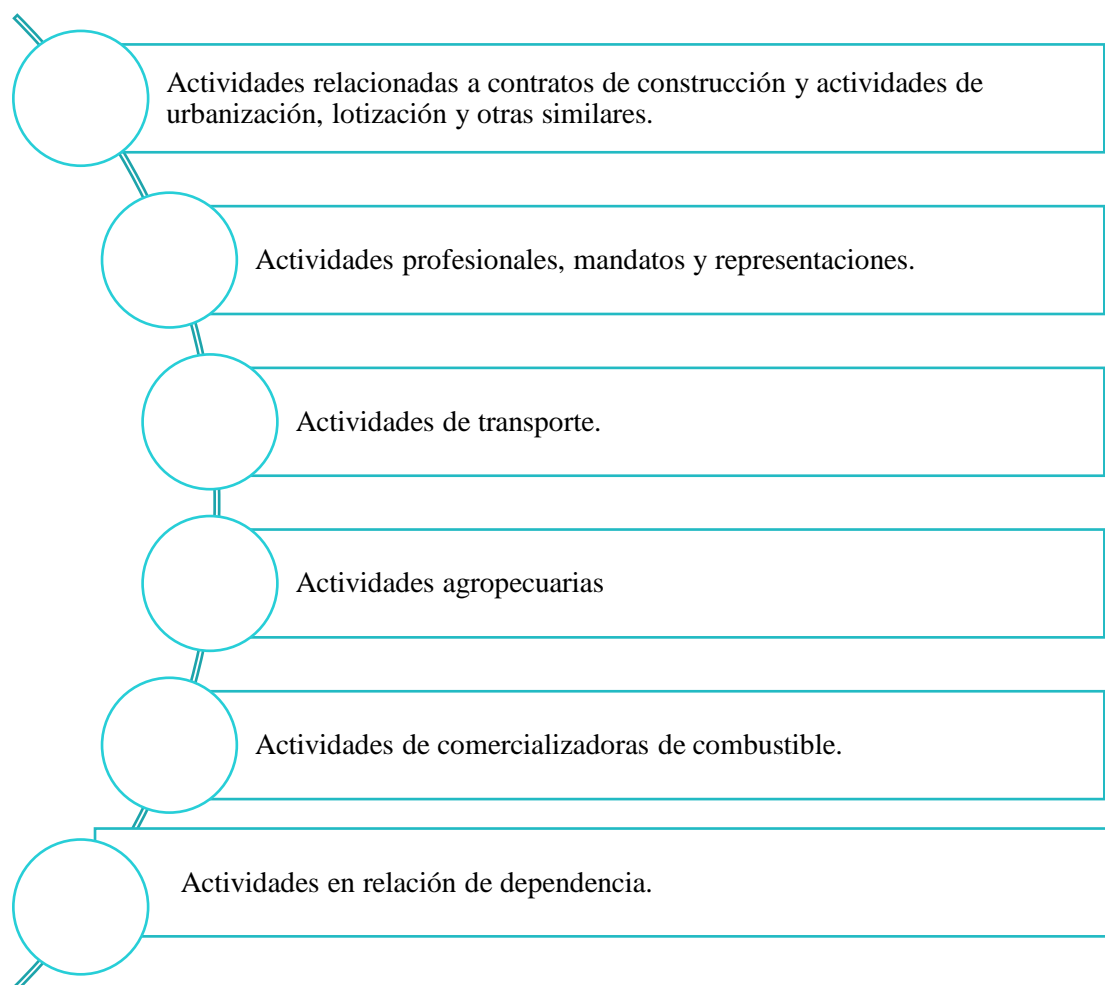 Actividades relacionadas a contratos de construcción y actividades de
urbanización, lotización y otras similares.
Actividades profesionales, mandatos y representaciones.
Actividades de transporte.
Actividades agropecuarias
Actividades de comercializadoras de combustible.
Actividades en relación de dependencia.